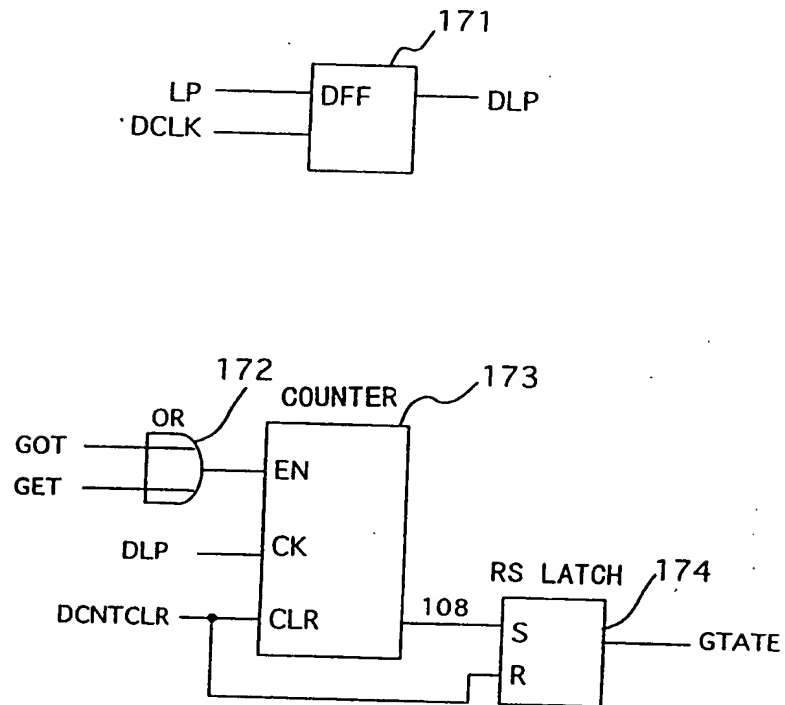 171
LP
DFF
DLP
DCLK
172
COUNTER
173
OR
GOT
EN
GET
DLP
CK
RS LATCH
174
DCNTCLR
CLR
108
S
GTATE
R